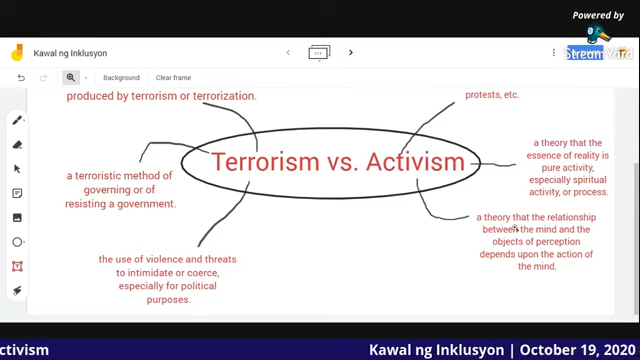 Powered by
StreamYard
Kawal ng Inklusyon
1/1
Background
Clear frame
produced by terrorism or terrorization.
protests, etc.
Terrorism vs. Activism
a theory that the
essence of reality is
pure activity,
especially spiritual
activity, or process.
a terroristic method of
governing or of
resisting a government.
a theory that the relationship
between the mind and the
objects of perception
depends upon the action of
the mind.
the use of violence and threats
to intimidate or coerce,
especially for political
purposes.
ctivism
Kawal ng Inklusyon | October 19, 2020